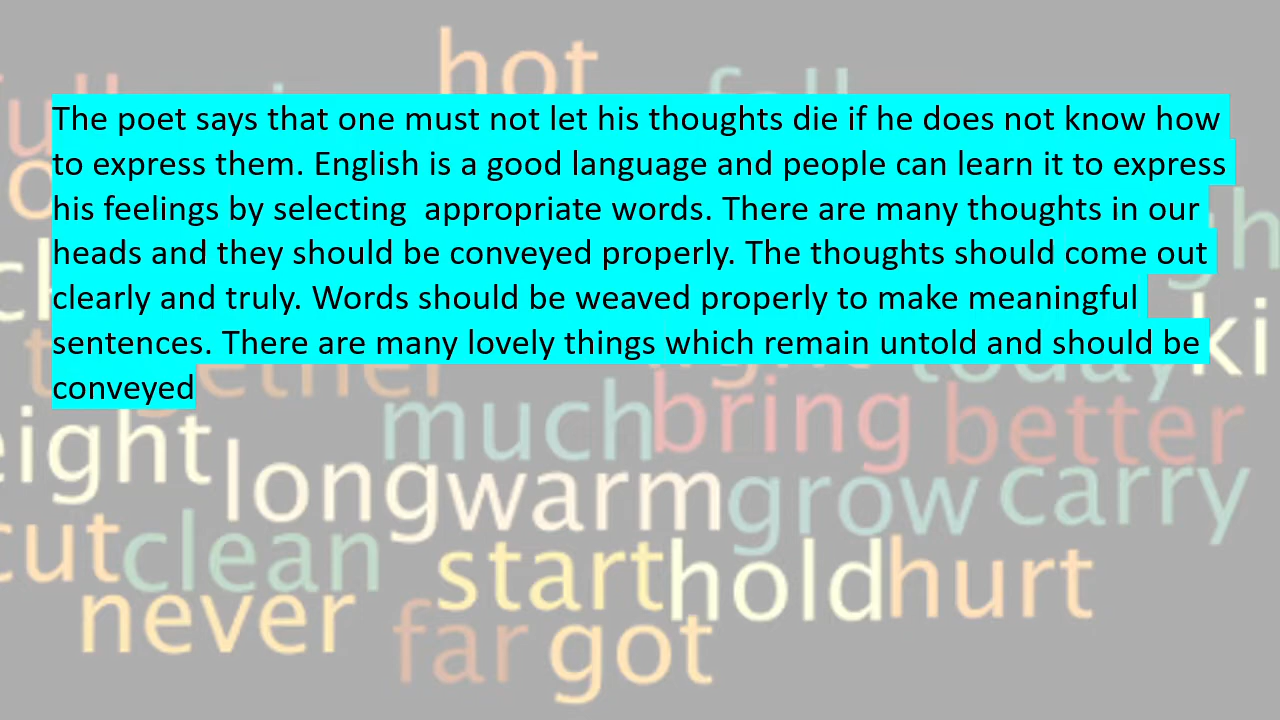 hot
The poet says that one must not let his thoughts die if he does not know how
to express them. English is a good language and people can learn it to express
his feelings by selecting  appropriate words. There are many thoughts in our
heads and they should be conveyed properly. The thoughts should come out
clearly and truly. Words should be weaved properly to make meaningful
sentences. There are many lovely things which remain untold and should be
conveyed
much bring better
long warm grow carry
cut clean start hold hurt
never far got